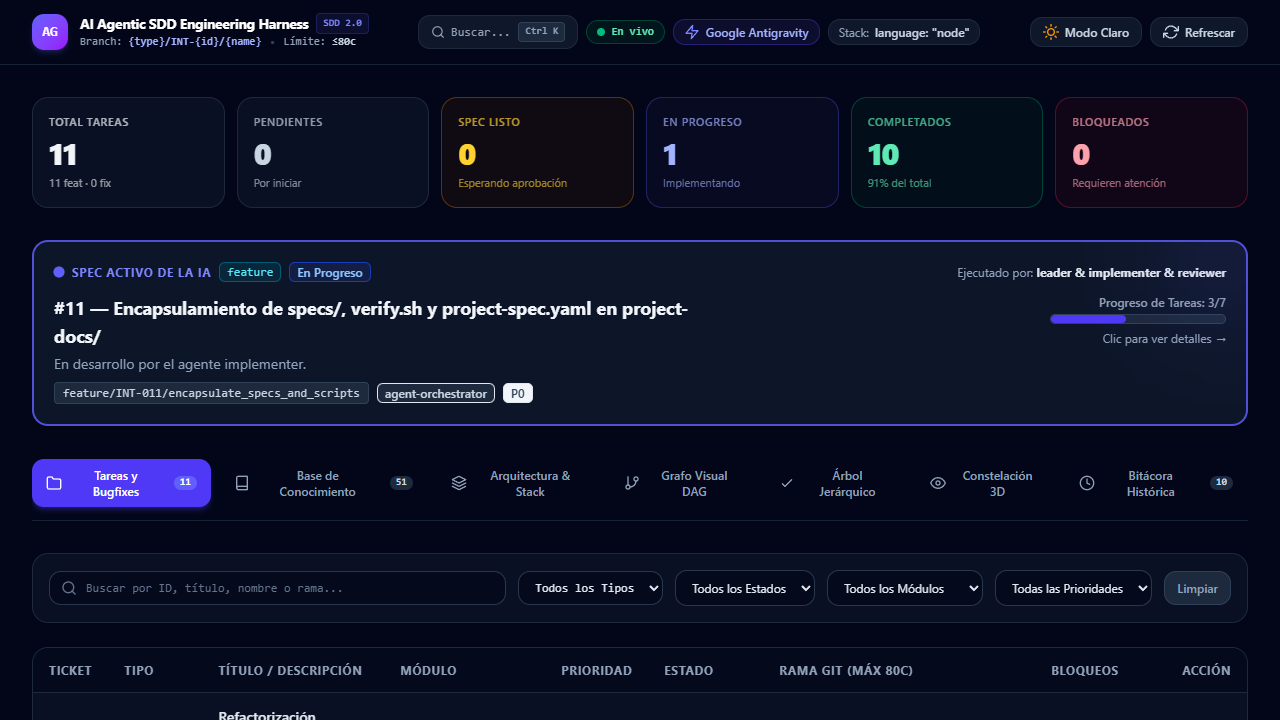 AG
AI Agentic SDD Engineering Harness
SDD 2.0
Branch: {type}/INT-{id}/{name} • Límite: ≤80c
Buscar... Ctrl K
En vivo
Google Antigravity
Stack: language: "node"
Modo Claro
Refrescar
TOTAL TAREAS
11
11 feat · 0 fix
PENDIENTES
0
Por iniciar
SPEC LISTO
0
Esperando aprobación
EN PROGRESO
1
Implementando
COMPLETADOS
10
91% del total
BLOQUEADOS
0
Requieren atención
SPEC ACTIVO DE LA IA feature En Progreso
#11 — Encapsulamiento de specs/, verify.sh y project-spec.yaml en project-
docs/
En desarrollo por el agente implementer.
feature/INT-011/encapsulate_specs_and_scripts agent-orchestrator P0
Ejecutado por: leader & implementer & reviewer
Progreso de Tareas: 3/7
Clic para ver detalles →
Tareas y
Bugfixes
11
Base de
Conocimiento
51
Arquitectura &
Stack
Grafo Visual
DAG
Árbol
Jerárquico
Constelación
3D
Bitácora
Histórica
10
Buscar por ID, título, nombre o rama...
Todos los Tipos
Todos los Estados
Todos los Módulos
Todas las Prioridades
Limpiar
TICKET TIPO TÍTULO / DESCRIPCIÓN MÓDULO PRIORIDAD ESTADO RAMA GIT (MÁX 80C) BLOQUEOS ACCIÓN
Refactorización